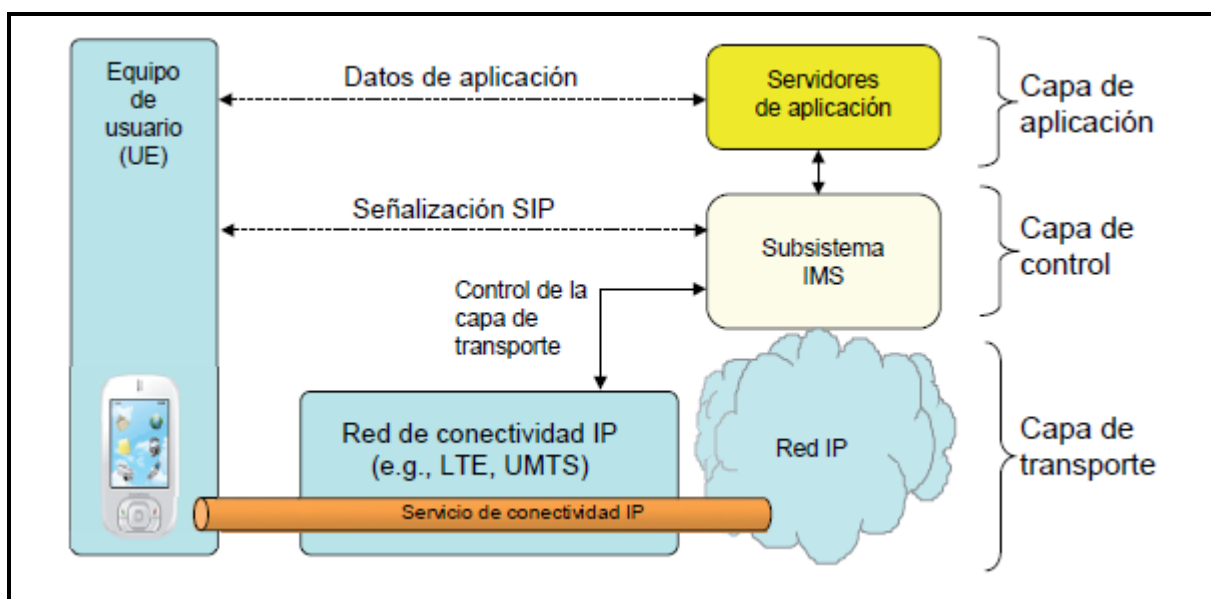 Equipo
de
usuario
(UE)
Datos de aplicación
Servidores
de aplicación
Capa de
aplicación
Señalización SIP
Subsistema
IMS
Capa de
control
Control de la
capa de
transporte
Red de conectividad IP
(e.g., LTE, UMTS)
Red IP
Capa de
transporte
Servicio de conectividad IP